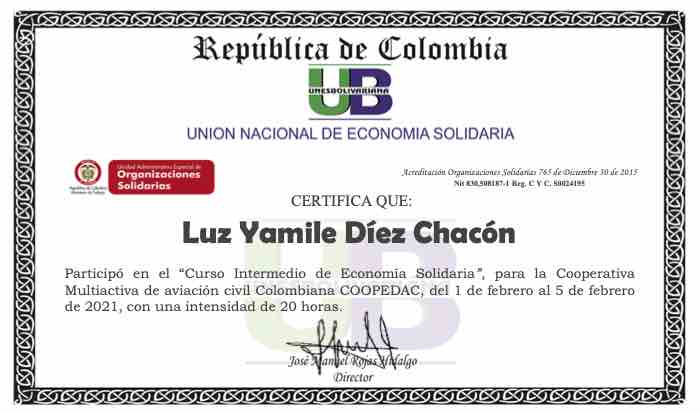 República de Colombia
UB
UNESBOLIVARIANA
UNION NACIONAL DE ECONOMIA SOLIDARIA
Unidad Administrativa Especial de
Organizaciones
Solidarias
República de Colombia
Ministerio de Trabajo
Acreditación Organizaciones Solidarias 765 de Diciembre 30 de 2015
Nit 830,508187-1 Reg. C Y C. S0024195
CERTIFICA QUE:
Luz Yamile Díez Chacón
Participó en el “Curso Intermedio de Economia Solidaria”, para la Cooperativa
Multiactiva de aviación civil Colombiana COOPEDAC, del 1 de febrero al 5 de febrero
de 2021, con una intensidad de 20 horas.
José Manuel Rojas Hidalgo
Director